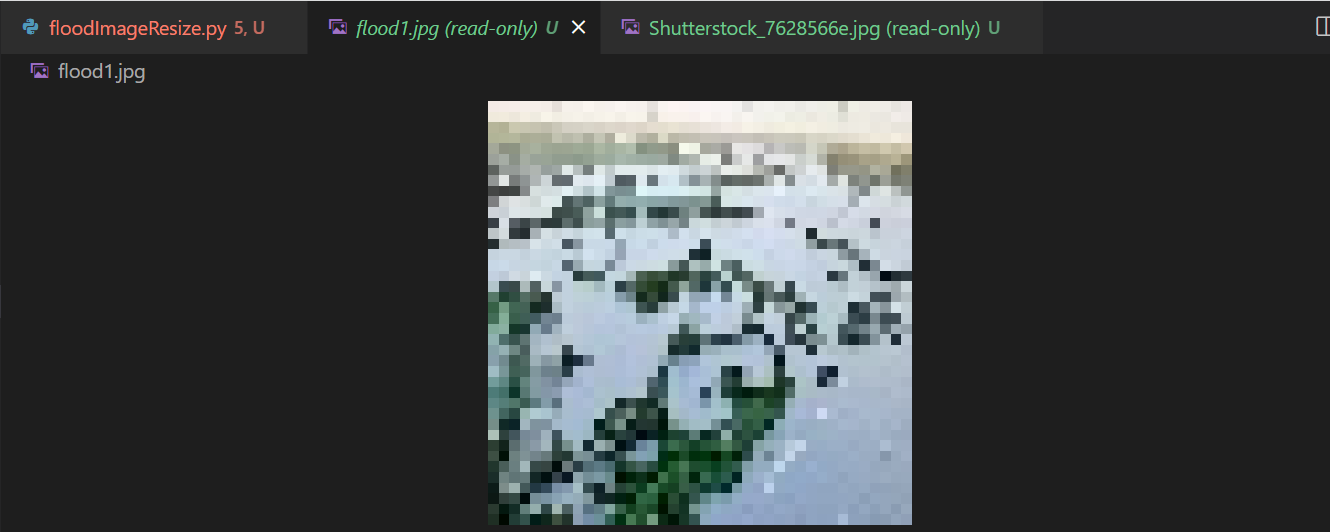 floodImageResize.py 5, U flood1.jpg (read-only) U Shutterstock_7628566e.jpg (read-only) U
flood1.jpg